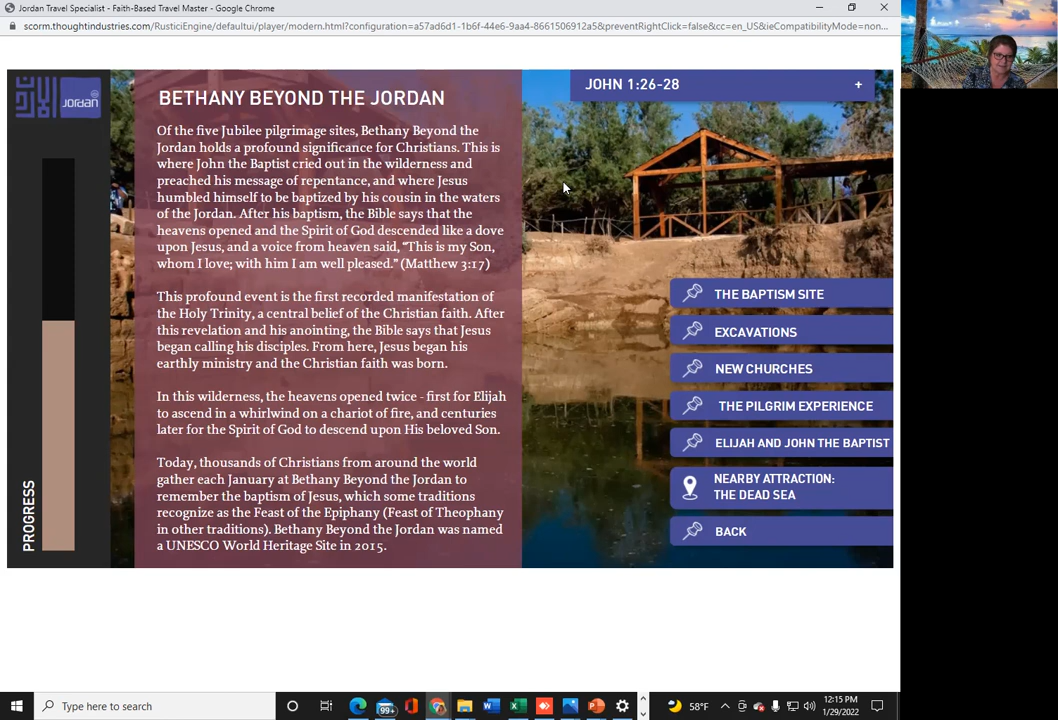 Jordan Travel Specialist - Faith-Based Travel Master - Google Chrome
scorm.thoughtindustries.com/RusticiEngine/defaultui/player/modern.html?configuration=a57ad6d1-1b6f-44e6-9aa4-8661506912a5&preventRightClick=false&cc=en_US&ieCompatibilityMode=non...
Jordan
BETHANY BEYOND THE JORDAN
Of the five Jubilee pilgrimage sites, Bethany Beyond the
Jordan holds a profound significance for Christians. This is
where John the Baptist cried out in the wilderness and
preached his message of repentance, and where Jesus
humbled himself to be baptized by his cousin in the waters
of the Jordan. After his baptism, the Bible says that the
heavens opened and the Spirit of God descended like a dove
upon Jesus, and a voice from heaven said, "This is my Son,
whom I love; with him I am well pleased." (Matthew 3:17)
This profound event is the first recorded manifestation of
the Holy Trinity, a central belief of the Christian faith. After
this revelation and his anointing, the Bible says that Jesus
began calling his disciples. From here, Jesus began his
earthly ministry and the Christian faith was born.
In this wilderness, the heavens opened twice - first for Elijah
to ascend in a whirlwind on a chariot of fire, and centuries
later for the Spirit of God to descend upon His beloved Son.
Today, thousands of Christians from around the world
gather each January at Bethany Beyond the Jordan to
remember the baptism of Jesus, which some traditions
recognize as the Feast of the Epiphany (Feast of Theophany
in other traditions). Bethany Beyond the Jordan was named
a UNESCO World Heritage Site in 2015.
PROGRESS
JOHN 1:26-28 +
THE BAPTISM SITE
EXCAVATIONS
NEW CHURCHES
THE PILGRIM EXPERIENCE
ELIJAH AND JOHN THE BAPTIST
NEARBY ATTRACTION:
THE DEAD SEA
BACK
Type here to search
99+
58°F
12:15 PM
1/29/2022